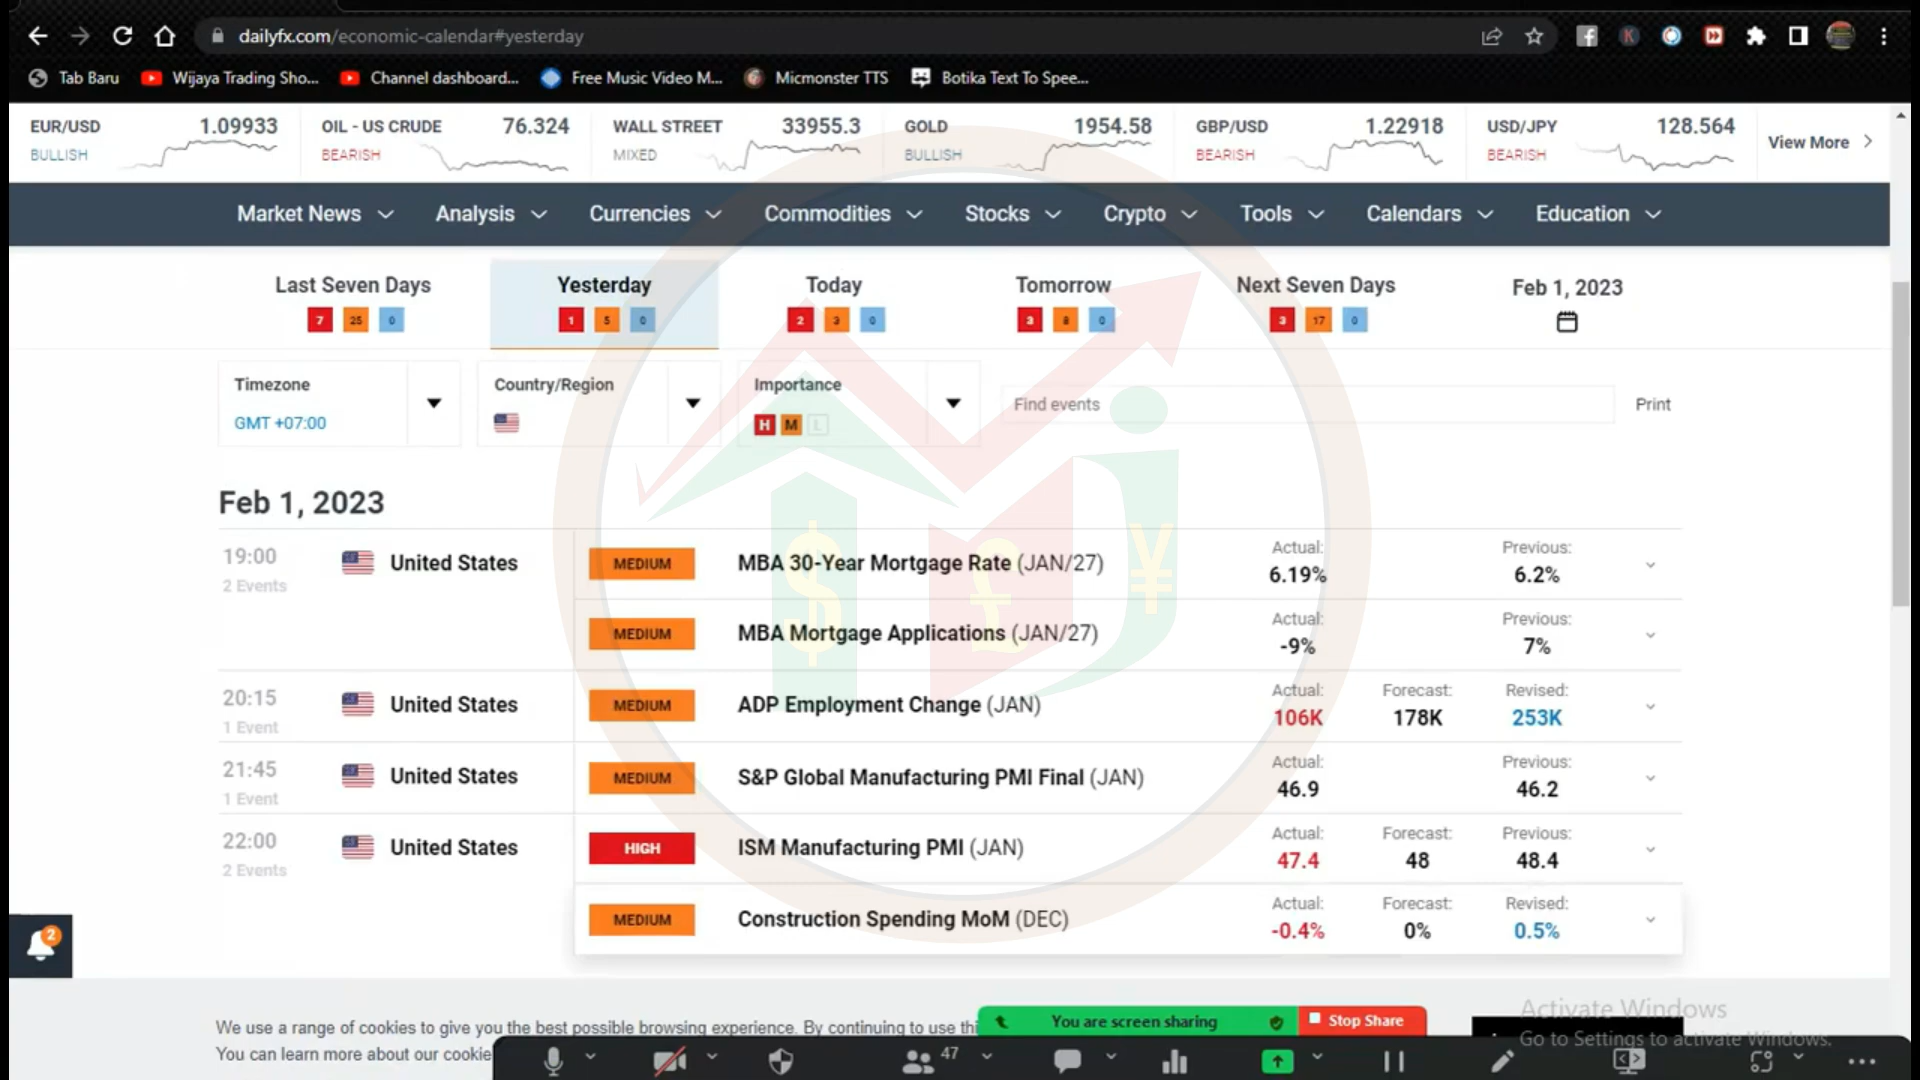 dailyfx.com/economic-calendar#yesterday
Tab Baru Wijaya Trading Sho... Channel dashboard... Free Music Video M... Micmonster TTS Botika Text To Spee...
EUR/USD 1.09933 OIL - US CRUDE 76.324 WALL STREET 33955.3 GOLD 1954.58 GBP/USD 1.22918 USD/JPY 128.564 View More
BULLISH BEARISH MIXED BULLISH BEARISH BEARISH
Market News Analysis Currencies Commodities Stocks Crypto Tools Calendars Education
Last Seven Days Yesterday Today Tomorrow Next Seven Days Feb 1, 2023
7 25 0 1 5 0 2 3 0 3 8 0 3 17 0
Timezone Country/Region Importance
GMT +07:00 H M L
Find events Print
Feb 1, 2023
19:00 United States MEDIUM MBA 30-Year Mortgage Rate (JAN/27) Actual: 6.19% Previous: 6.2%
2 Events
MEDIUM MBA Mortgage Applications (JAN/27) Actual: -9% Previous: 7%
20:15 United States MEDIUM ADP Employment Change (JAN) Actual: 106K Forecast: 178K Revised: 253K
1 Event
21:45 United States MEDIUM S&P Global Manufacturing PMI Final (JAN) Actual: 46.9 Previous: 46.2
1 Event
22:00 United States HIGH ISM Manufacturing PMI (JAN) Actual: 47.4 Forecast: 48 Previous: 48.4
2 Events
MEDIUM Construction Spending MoM (DEC) Actual: -0.4% Forecast: 0% Revised: 0.5%
2
We use a range of cookies to give you the best possible browsing experience. By continuing to use thi
You can learn more about our cookie
You are screen sharing Stop Share
Activate Windows
Go to Settings to activate Windows.
47